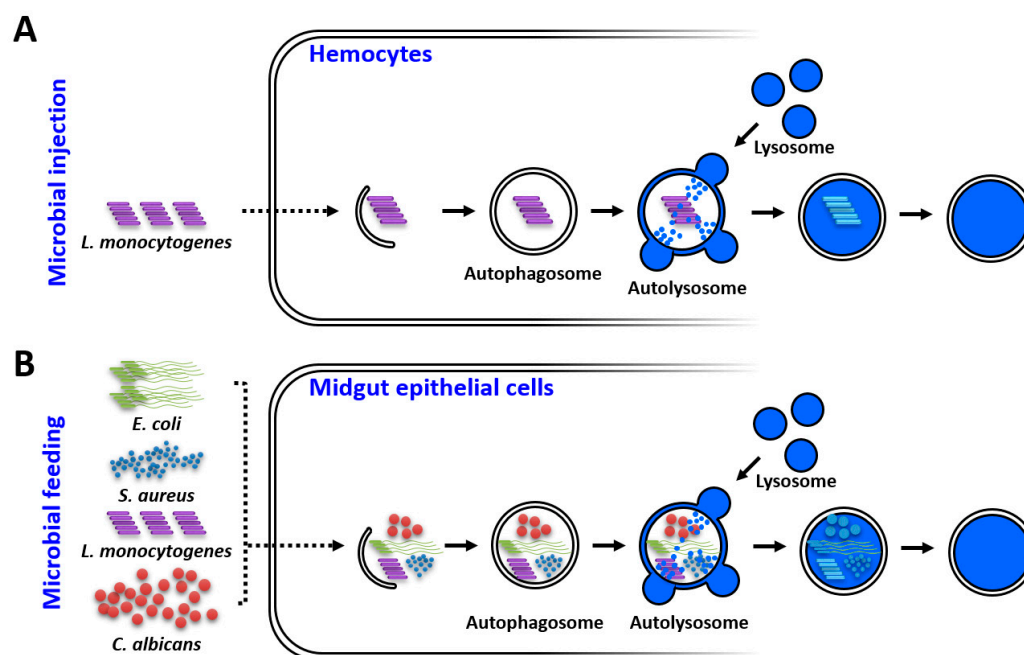 A
Microbial injection
Hemocytes
L. monocytogenes
Lysosome
Autophagosome
Autolysosome
B
Microbial feeding
Midgut epithelial cells
E. coli
S. aureus
L. monocytogenes
C. albicans
Lysosome
Autophagosome
Autolysosome